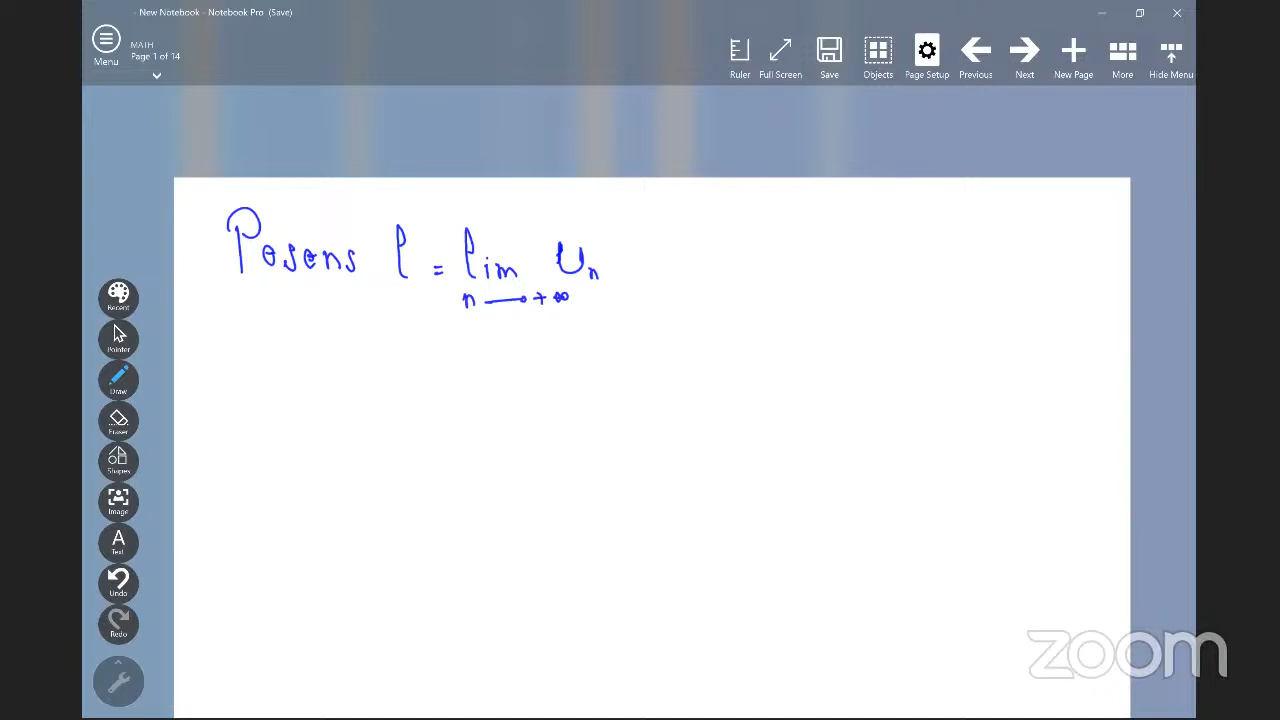 New Notebook - Notebook Pro (Save)
MATH
Page 1 of 14
Menu
Ruler
Full Screen
Save
Objects
Page Setup
Previous
Next
New Page
More
Hide Menu
Posons l = lim Un
n → +∞
Recent
Pointer
Draw
Eraser
Shapes
Image
A
Text
Undo
Redo
zoom